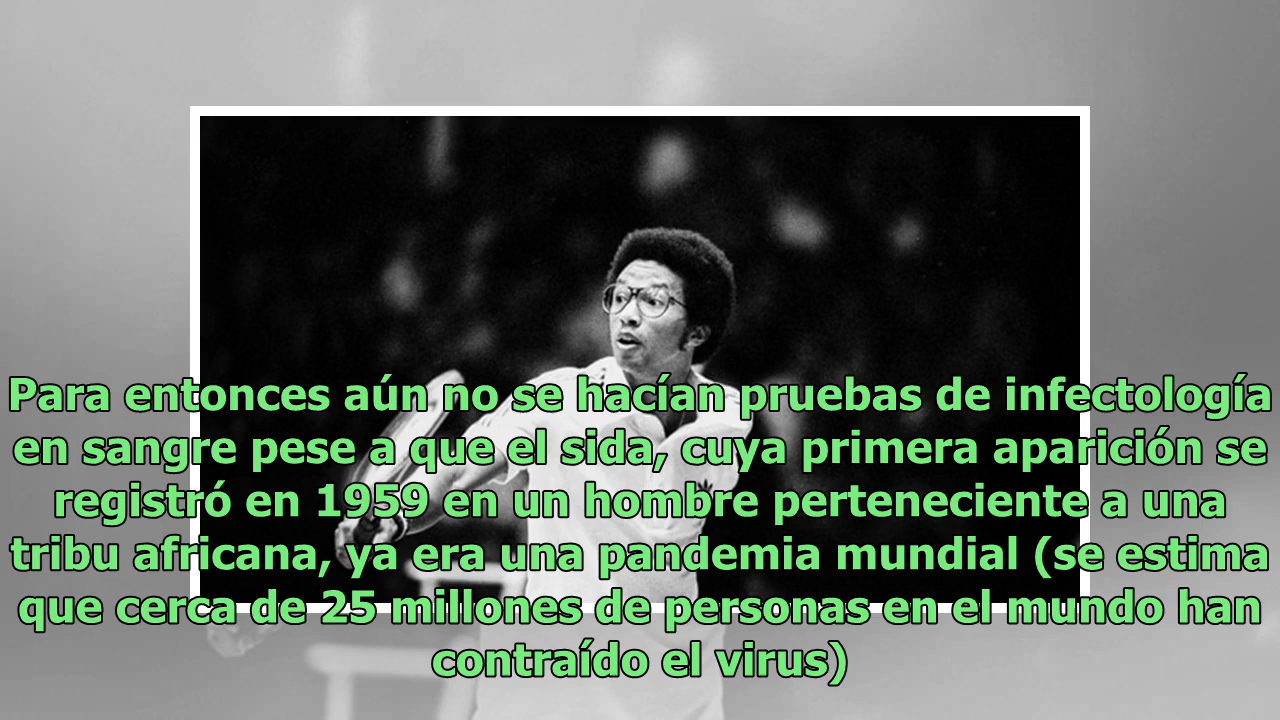 Para entonces aún no se hacían pruebas de infectología
en sangre pese a que el sida, cuya primera aparición se
registró en 1959 en un hombre perteneciente a una
tribu africana, ya era una pandemia mundial (se estima
que cerca de 25 millones de personas en el mundo han
contraído el virus)